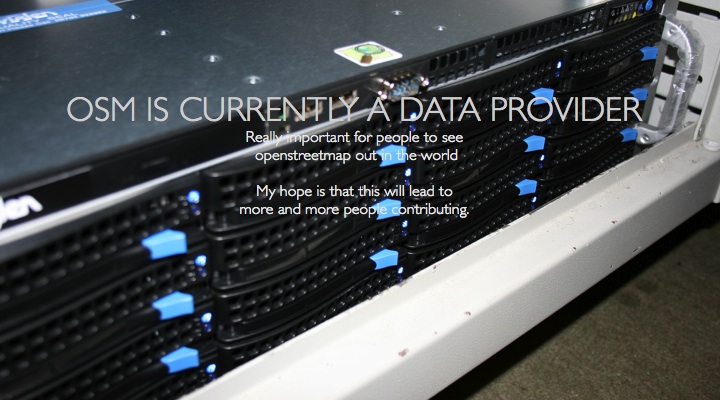 OSM IS CURRENTLY A DATA PROVIDER
Really important for people to see
openstreetmap out in the world
My hope is that this will lead to
more and more people contributing.